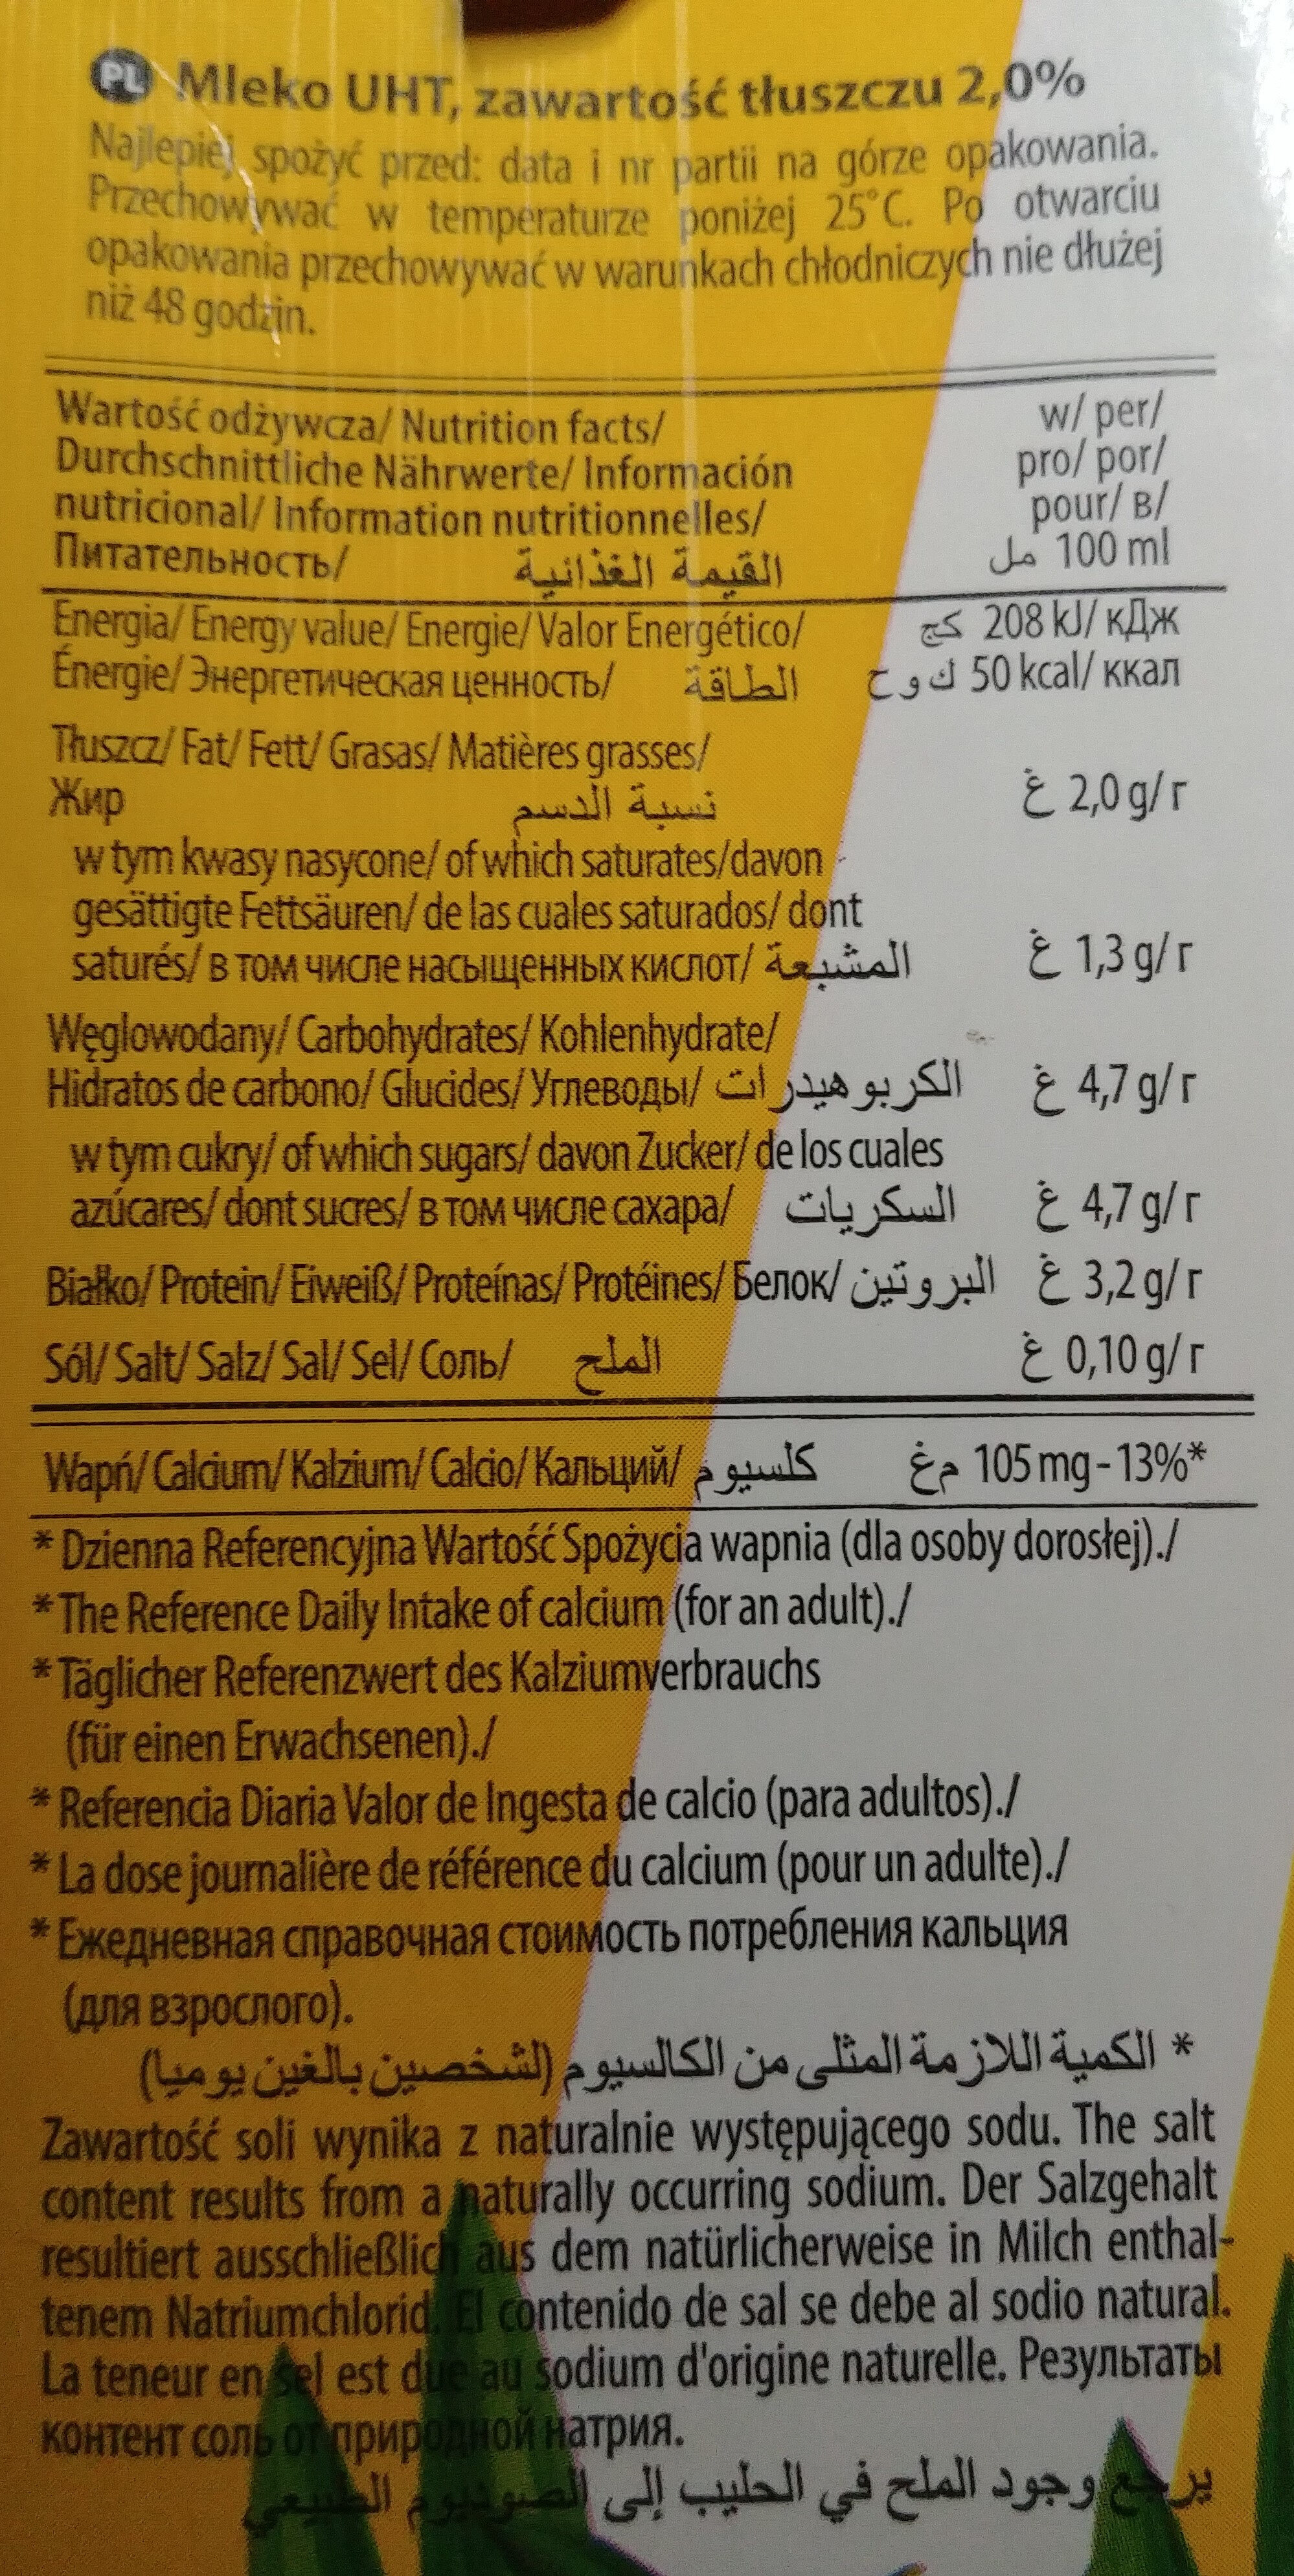 PL Mleko UHT, zawartość tłuszczu 2,0%
Najlepiej spożyć przed: data i nr partii na górze opakowania.
Przechowywać w temperaturze poniżej 25°C. Po otwarciu
opakowania przechowywać w warunkach chłodniczych nie dłużej
niż 48 godzin.
Wartość odżywcza/ Nutrition facts/ w/ per/
Durchschnittliche Nährwerte/ Información pro/ por/
nutricional/ Information nutritionnelles/ pour/ в/
Питательность/ القيمة الغذائية مل 100 ml
Energia/ Energy value/ Energie/ Valor Energético/ كج 208 kJ/ кДж
Énergie/ Энергетическая ценность/ الطاقة ك و ح 50 kcal/ ккал
Tłuszcz/ Fat/ Fett/ Grasas/ Matières grasses/
Жир نسبة الدسم غ 2,0 g/ г
w tym kwasy nasycone/ of which saturates/davon
gesättigte Fettsäuren/ de las cuales saturados/ dont
saturés/ в том числе насыщенных кислот/ المشبعة غ 1,3 g/ г
Węglowodany/ Carbohydrates/ Kohlenhydrate/
Hidratos de carbono/ Glucides/ Углеводы/ الكربوهيدرات غ 4,7 g/ г
w tym cukry/ of which sugars/ davon Zucker/ de los cuales
azúcares/ dont sucres/ в том числе сахара/ السكريات غ 4,7 g/ г
Białko/ Protein/ Eiweiß/ Proteínas/ Protéines/ Белок/ البروتين غ 3,2 g/ г
Sól/ Salt/ Salz/ Sal/ Sel/ Соль/ الملح غ 0,10 g/ г
Wapń/ Calcium/ Kalzium/ Calcio/ Кальций/ كلسيوم مغ 105 mg - 13%*
* Dzienna Referencyjna Wartość Spożycia wapnia (dla osoby dorosłej)./
* The Reference Daily Intake of calcium (for an adult)./
* Täglicher Referenzwert des Kalziumverbrauchs
(für einen Erwachsenen)./
* Referencia Diaria Valor de Ingesta de calcio (para adultos)./
* La dose journalière de référence du calcium (pour un adulte)./
* Ежедневная справочная стоимость потребления кальция
(для взрослого).
* الكمية اللازمة المثلى من الكالسيوم (لشخصين بالغين يوميا)
Zawartość soli wynika z naturalnie występującego sodu. The salt
content results from a naturally occurring sodium. Der Salzgehalt
resultiert ausschließlich aus dem natürlicherweise in Milch enthal-
tenem Natriumchlorid. El contenido de sal se debe al sodio natural.
La teneur en sel est due au sodium d'origine naturelle. Результаты
контент соль от природной натрия.
يرجع وجود الملح في الحليب إلى الصوديوم الطبيعي